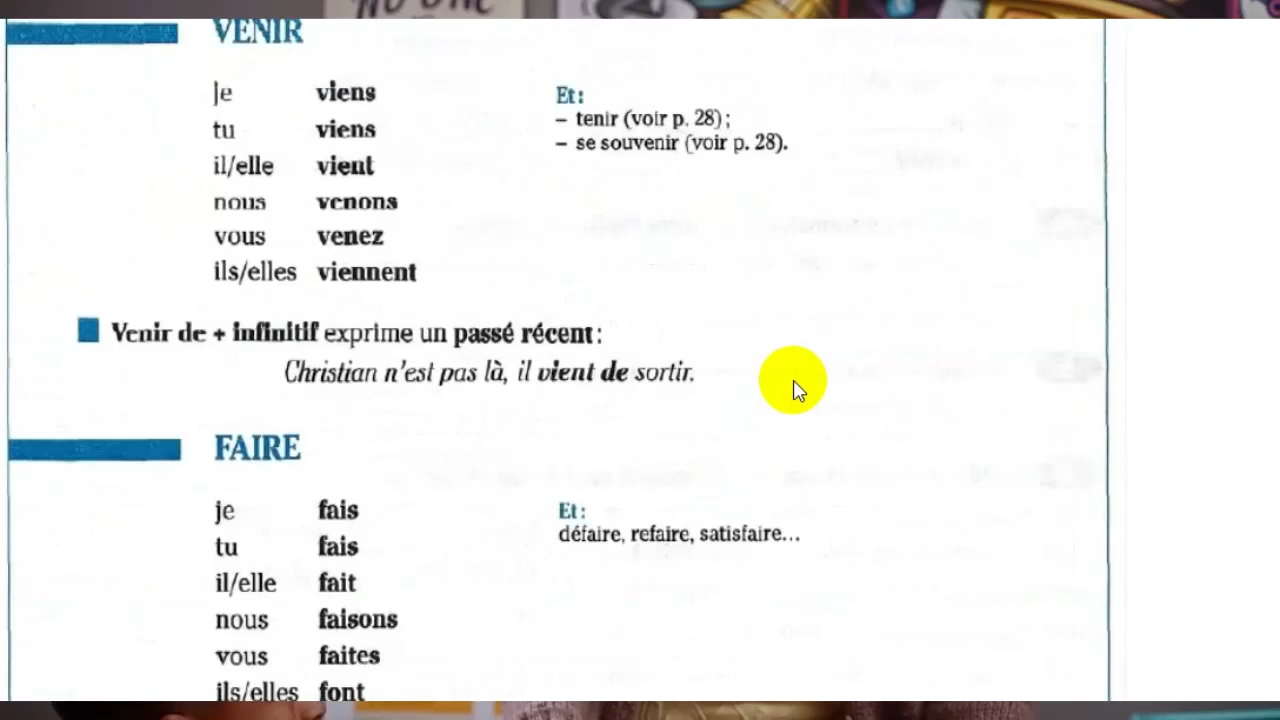 NO ONE
VENIR
je viens
tu viens
il/elle vient
nous venons
vous venez
ils/elles viennent
Et :
– tenir (voir p. 28) ;
– se souvenir (voir p. 28).
Venir de + infinitif exprime un passé récent :
Christian n'est pas là, il vient de sortir.
FAIRE
je fais
tu fais
il/elle fait
nous faisons
vous faites
ils/elles font
Et :
défaire, refaire, satisfaire...